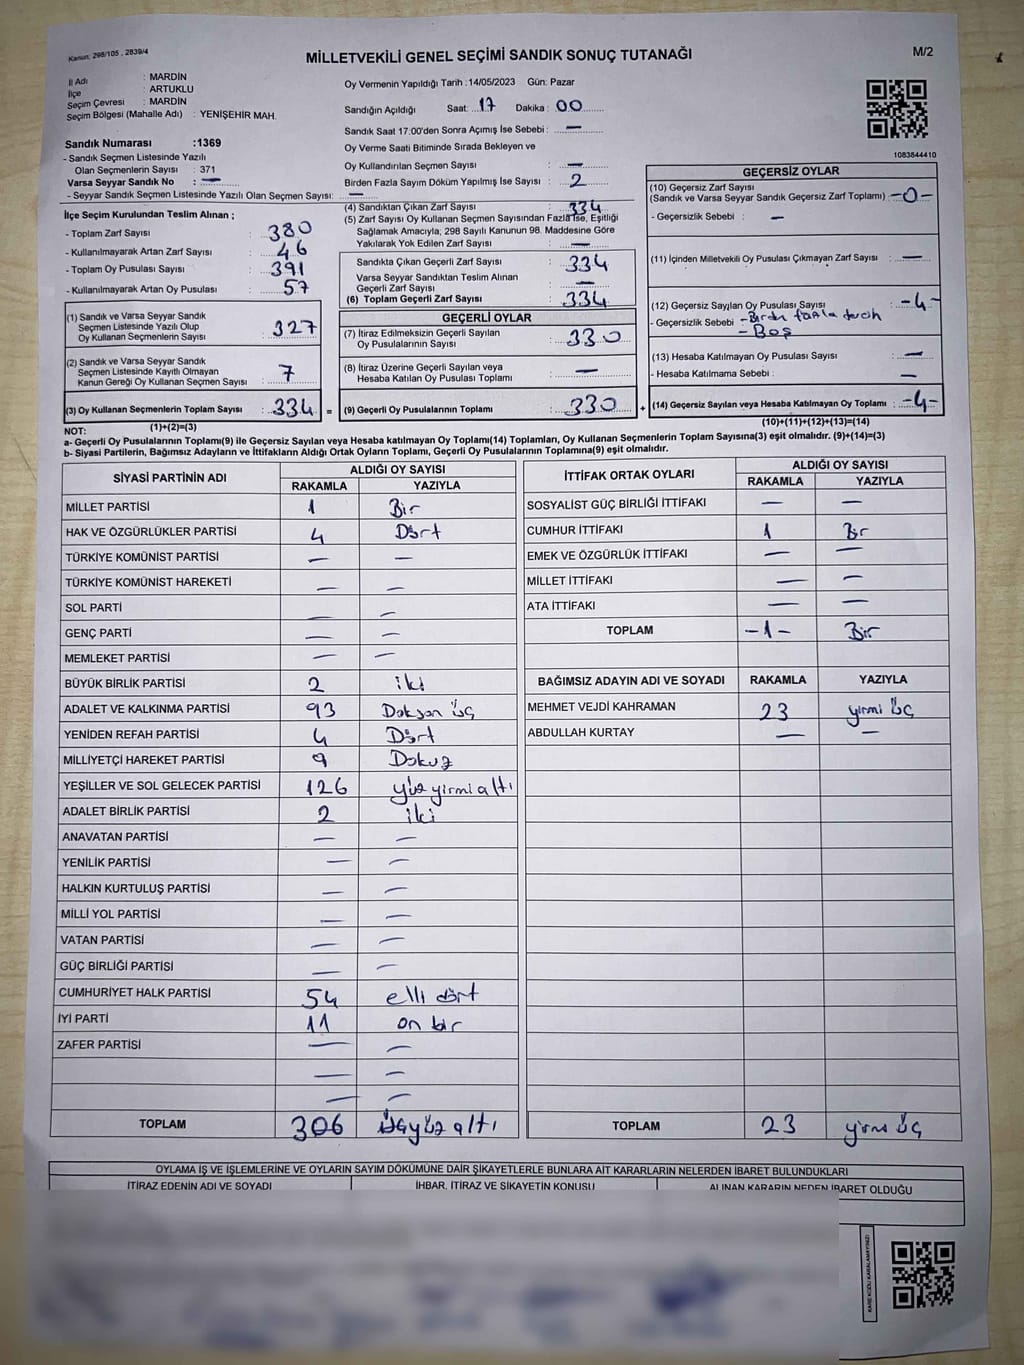 Kanun: 298/105 , 2839/4
MİLLETVEKİLİ GENEL SEÇİMİ SANDIK SONUÇ TUTANAĞI
M/2
İl Adı : MARDİN
İlçe : ARTUKLU
Seçim Çevresi : MARDİN
Seçim Bölgesi (Mahalle Adı) : YENİŞEHİR MAH.
Oy Vermenin Yapıldığı Tarih :14/05/2023 Gün: Pazar
Sandığın Açıldığı Saat: 17 Dakika : 00
Sandık Saat 17:00'den Sonra Açımış İse Sebebi : —
Oy Verme Saati Bitiminde Sırada Bekleyen ve
Oy Kullandırılan Seçmen Sayısı : —
Birden Fazla Sayım Döküm Yapılmış İse Sayısı : 2
1083844410
Sandık Numarası :1369
- Sandık Seçmen Listesinde Yazılı
Olan Seçmenlerin Sayısı : 371
Varsa Seyyar Sandık No : —
- Seyyar Sandık Seçmen Listesinde Yazılı Olan Seçmen Sayısı: —
İlçe Seçim Kurulundan Teslim Alınan ;
- Toplam Zarf Sayısı : 380
- Kullanılmayarak Artan Zarf Sayısı : 46
- Toplam Oy Pusulası Sayısı : 391
- Kullanılmayarak Artan Oy Pusulası : 57
(1) Sandık ve Varsa Seyyar Sandık
Seçmen Listesinde Yazılı Olup
Oy Kullanan Seçmenlerin Sayısı : 327
(2) Sandık ve Varsa Seyyar Sandık
Seçmen Listesinde Kayıtlı Olmayan
Kanun Gereği Oy Kullanan Seçmen Sayısı : 7
(3) Oy Kullanan Seçmenlerin Toplam Sayısı : 334 =
(1)+(2)=(3)
(4) Sandıktan Çıkan Zarf Sayısı : 334
(5) Zarf Sayısı Oy Kullanan Seçmen Sayısından Fazla İse, Eşitliği
Sağlamak Amacıyla; 298 Sayılı Kanunun 98. Maddesine Göre
Yakılarak Yok Edilen Zarf Sayısı : —
Sandıkta Çıkan Geçerli Zarf Sayısı : 334
Varsa Seyyar Sandıktan Teslim Alınan
Geçerli Zarf Sayısı : —
(6) Toplam Geçerli Zarf Sayısı : 334
GEÇERLİ OYLAR
(7) İtiraz Edilmeksizin Geçerli Sayılan
Oy Pusulalarının Sayısı : 330
(8) İtiraz Üzerine Geçerli Sayılan veya
Hesaba Katılan Oy Pusulası Toplamı : —
(9) Geçerli Oy Pusulalarının Toplamı : 330 +
GEÇERSİZ OYLAR
(10) Geçersiz Zarf Sayısı
(Sandık ve Varsa Seyyar Sandık Geçersiz Zarf Toplamı) : -0-
- Geçersizlik Sebebi : —
(11) İçinden Milletvekili Oy Pusulası Çıkmayan Zarf Sayısı : —
(12) Geçersiz Sayılan Oy Pusulası Sayısı : -4-
- Geçersizlik Sebebi - Birden fazla tercih
- Boş
(13) Hesaba Katılmayan Oy Pusulası Sayısı : —
- Hesaba Katılmama Sebebi : —
(14) Geçersiz Sayılan veya Hesaba Katılmayan Oy Toplamı : -4-
(10)+(11)+(12)+(13)=(14)
NOT:
a- Geçerli Oy Pusulalarının Toplamı(9) ile Geçersiz Sayılan veya Hesaba katılmayan Oy Toplamı(14) Toplamları, Oy Kullanan Seçmenlerin Toplam Sayısına(3) eşit olmalıdır. (9)+(14)=(3)
b- Siyasi Partilerin, Bağımsız Adayların ve İttifakların Aldığı Oyların Toplamı, Geçerli Oy Pusulalarının Toplamına(9) eşit olmalıdır.
SİYASİ PARTİNİN ADI ALDIĞI OY SAYISI
RAKAMLA YAZIYLA
MİLLET PARTİSİ 1 Bir
HAK VE ÖZGÜRLÜKLER PARTİSİ 4 Dört
TÜRKİYE KOMÜNİST PARTİSİ — —
TÜRKİYE KOMÜNİST HAREKETİ — —
SOL PARTİ — —
GENÇ PARTİ — —
MEMLEKET PARTİSİ — —
BÜYÜK BİRLİK PARTİSİ 2 iki
ADALET VE KALKINMA PARTİSİ 93 Doksan üç
YENİDEN REFAH PARTİSİ 4 Dört
MİLLİYETÇİ HAREKET PARTİSİ 9 Dokuz
YEŞİLLER VE SOL GELECEK PARTİSİ 126 yüz yirmi altı
ADALET BİRLİK PARTİSİ 2 iki
ANAVATAN PARTİSİ — —
YENİLİK PARTİSİ — —
HALKIN KURTULUŞ PARTİSİ — —
MİLLİ YOL PARTİSİ — —
VATAN PARTİSİ — —
GÜÇ BİRLİĞİ PARTİSİ — —
CUMHURİYET HALK PARTİSİ 54 elli dört
İYİ PARTİ 11 on bir
ZAFER PARTİSİ — —
— —
— —
TOPLAM 306 üçyüz altı
İTTİFAK ORTAK OYLARI ALDIĞI OY SAYISI
RAKAMLA YAZIYLA
SOSYALİST GÜÇ BİRLİĞİ İTTİFAKI — —
CUMHUR İTTİFAKI 1 Bir
EMEK VE ÖZGÜRLÜK İTTİFAKI — —
MİLLET İTTİFAKI — —
ATA İTTİFAKI — —
TOPLAM -1- Bir
BAĞIMSIZ ADAYIN ADI VE SOYADI RAKAMLA YAZIYLA
MEHMET VEJDİ KAHRAMAN 23 yirmi üç
ABDULLAH KURTAY — —
TOPLAM 23 yirmi üç
OYLAMA İŞ VE İŞLEMLERİNE VE OYLARIN SAYIM DÖKÜMÜNE DAİR ŞİKAYETLERLE BUNLARA AİT KARARLARIN NELERDEN İBARET BULUNDUKLARI
İTİRAZ EDENİN ADI VE SOYADI İHBAR, İTİRAZ VE ŞİKAYETİN KONUSU ALINAN KARARIN NEDEN İBARET OLDUĞU
KARE KODU KARALAMAYINIZ!